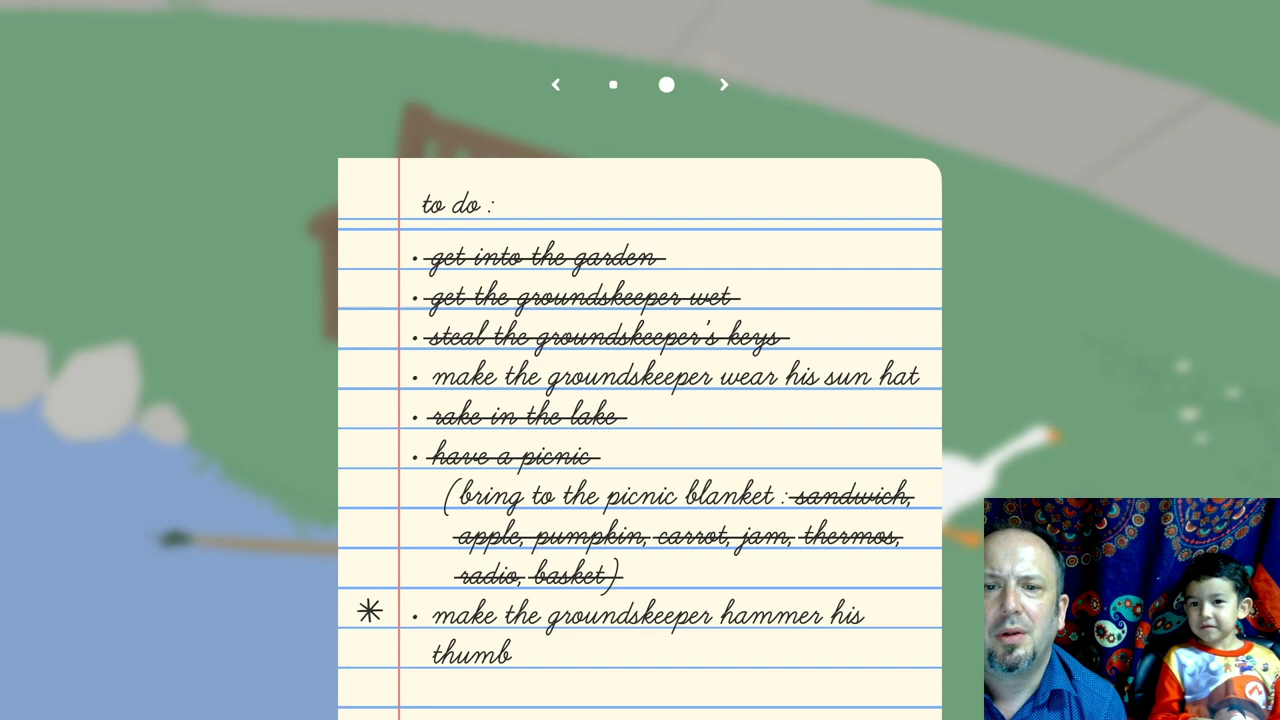 to do :
• get into the garden
• get the groundskeeper wet
• steal the groundskeeper's keys
• make the groundskeeper wear his sun hat
• rake in the lake
• have a picnic
(bring to the picnic blanket : sandwich,
apple, pumpkin, carrot, jam, thermos,
radio, basket)
• make the groundskeeper hammer his
thumb